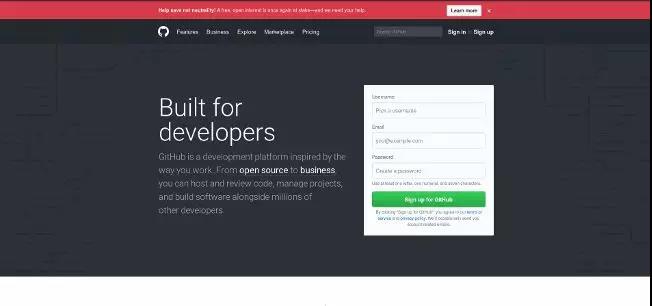 Help save net neutrality! A free, open internet is once again at stake—and we need your help.
Learn more
×
Features Business Explore Marketplace Pricing
Search GitHub
Sign in or Sign up
Built for
developers
GitHub is a development platform inspired by the
way you work. From open source to business,
you can host and review code, manage projects,
and build software alongside millions of
other developers.
Username
Pick a username
Email
you@example.com
Password
Create a password
Use at least one letter, one numeral, and seven characters.
Sign up for GitHub
By clicking "Sign up for GitHub", you agree to our terms of
service and privacy policy. We'll occasionally send you
account related emails.